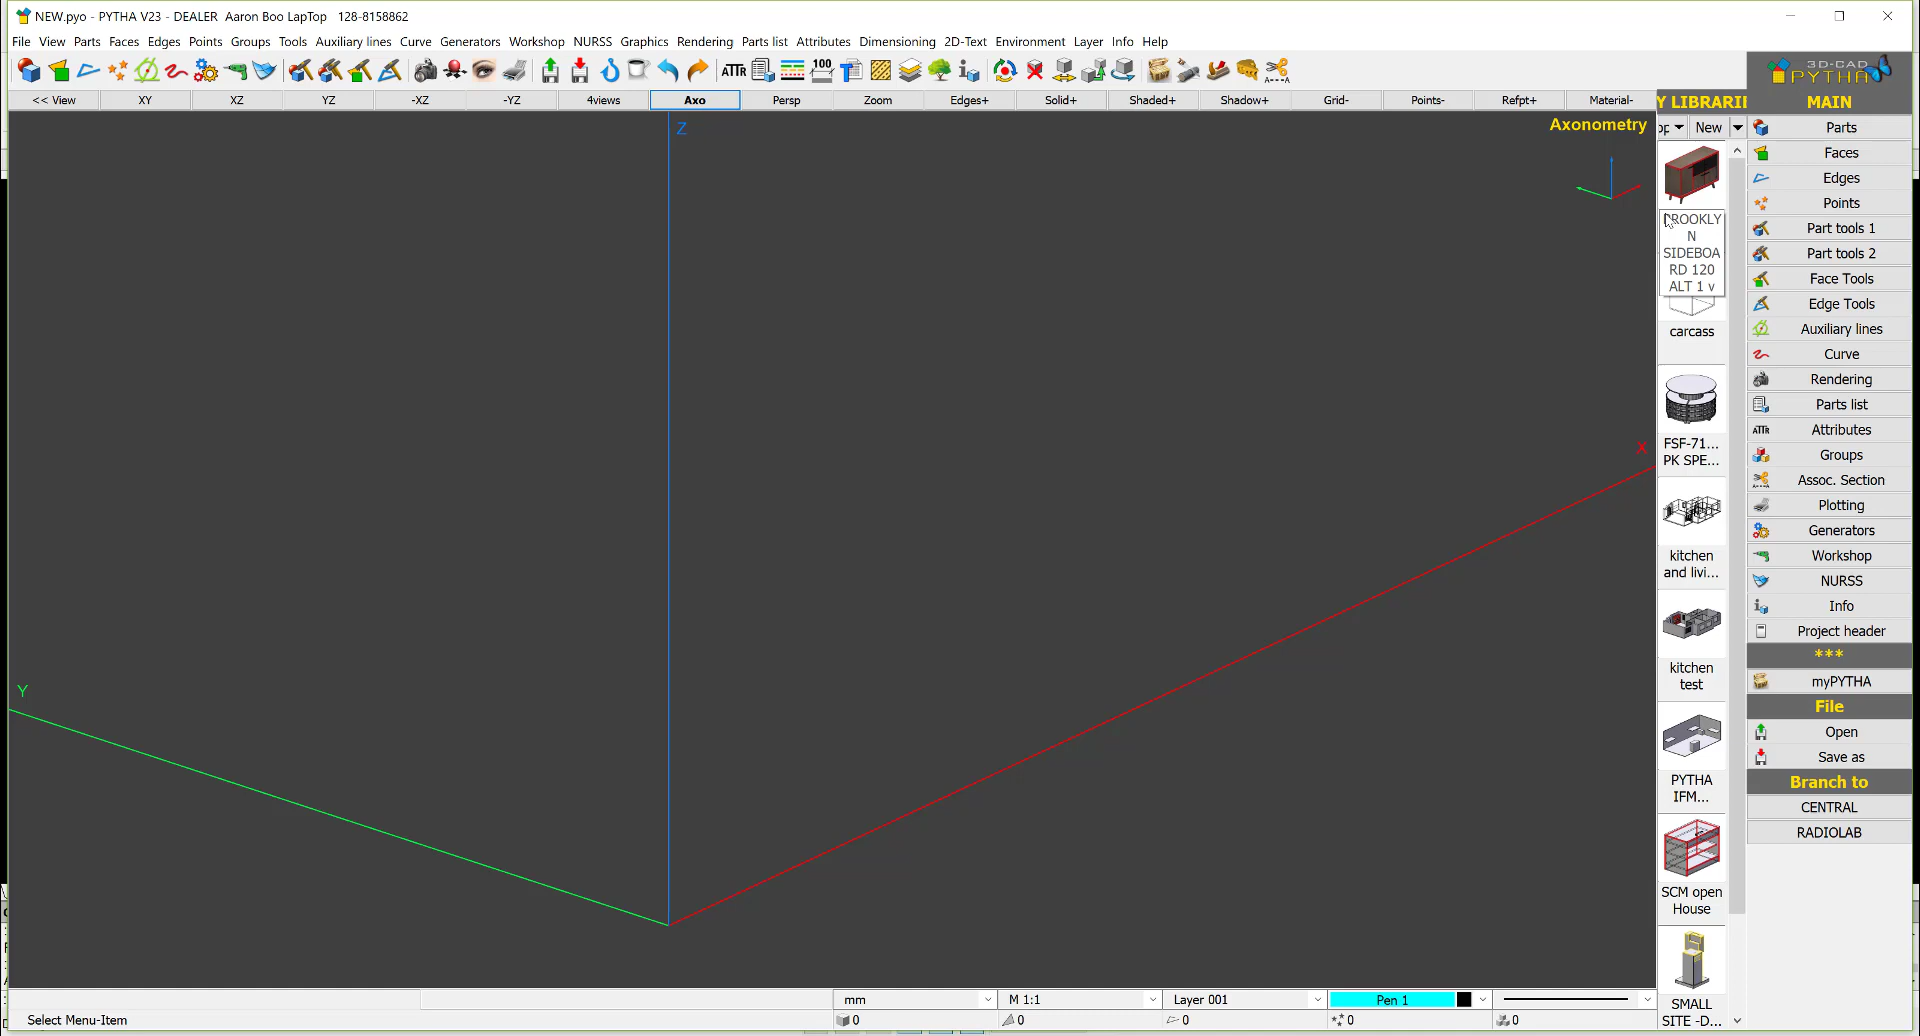 NEW.pyo - PYTHA V23 - DEALER Aaron Boo LapTop 128-8158862
File View Parts Faces Edges Points Groups Tools Auxiliary lines Curve Generators Workshop NURSS Graphics Rendering Parts list Attributes Dimensioning 2D-Text Environment Layer Info Help
ATTR 100
3D-CAD
PYTHA
<< View XY XZ YZ -XZ -YZ 4views Axo Persp Zoom Edges+ Solid+ Shaded+ Shadow+ Grid- Points- Refpt+ Material-
Y LIBRARIE
MAIN
Axonometry
Z
X
Y
New
ROOKLY
N
SIDEBOA
RD 120
ALT 1 v
carcass
FSF-71...
PK SPE...
kitchen
and livi...
kitchen
test
PYTHA
IFM...
SCM open
House
SMALL
SITE -D...
Parts
Faces
Edges
Points
Part tools 1
Part tools 2
Face Tools
Edge Tools
Auxiliary lines
Curve
Rendering
Parts list
ATTR Attributes
Groups
Assoc. Section
Plotting
Generators
Workshop
NURSS
Info
Project header
***
myPYTHA
File
Open
Save as
Branch to
CENTRAL
RADIOLAB
mm M 1:1 Layer 001 Pen 1
Select Menu-Item 0 0 0 0 0